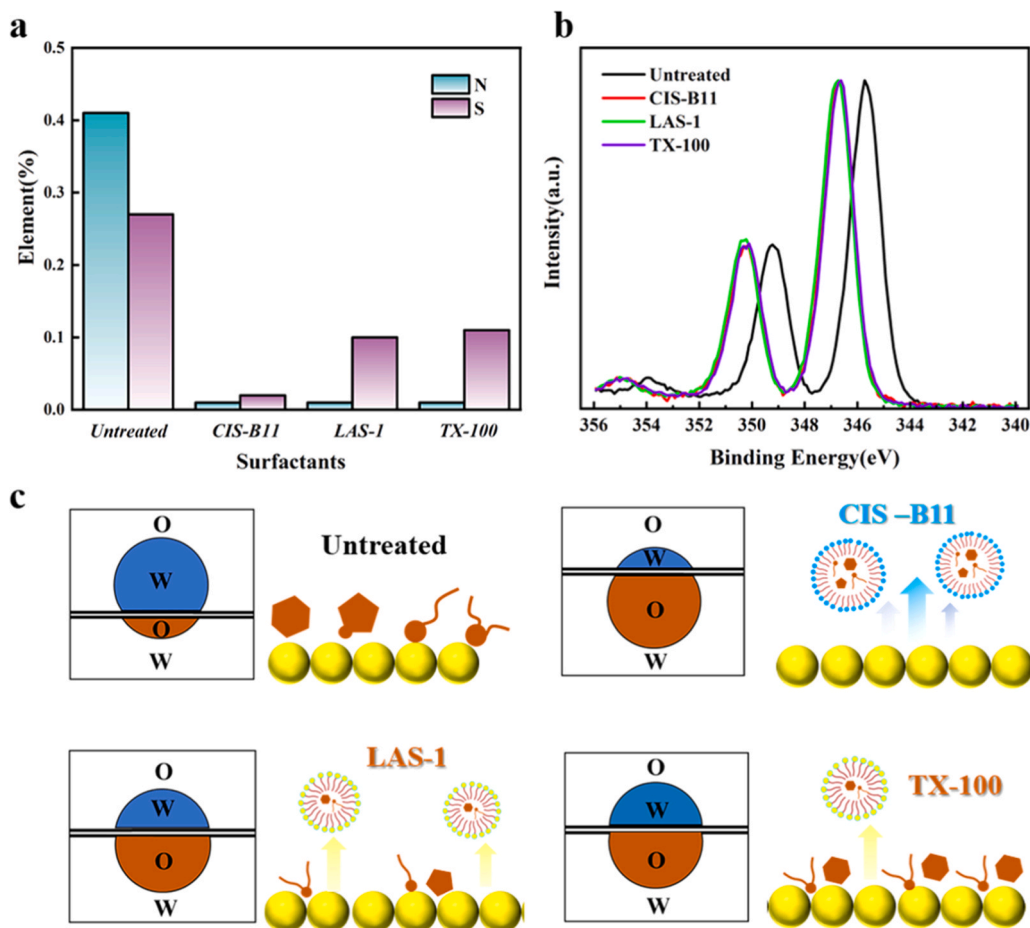 a
0.5
0.4
0.3
0.2
0.1
0.0
Element(%)
N
S
Untreated CIS-B11 LAS-1 TX-100
Surfactants
b
Untreated
CIS-B11
LAS-1
TX-100
Intensity(a.u.)
356 354 352 350 348 346 344 342 340
Binding Energy(eV)
c
O
W
O
W
Untreated
O
W
O
W
CIS –B11
O
W
O
W
LAS-1
O
W
O
W
TX-100